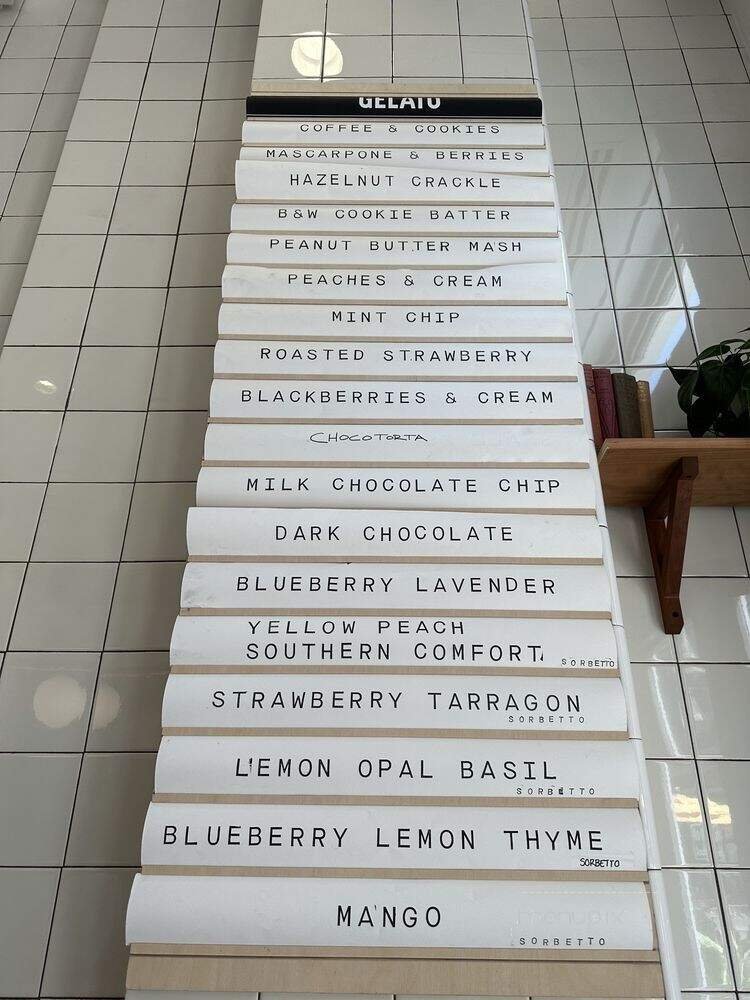 GELATO
COFFEE & COOKIES
MASCARPONE & BERRIES
HAZELNUT CRACKLE
B&W COOKIE BATTER
PEANUT BUTTER MASH
PEACHES & CREAM
MINT CHIP
ROASTED STRAWBERRY
BLACKBERRIES & CREAM
CHOCOTORTA
MILK CHOCOLATE CHIP
DARK CHOCOLATE
BLUEBERRY LAVENDER
YELLOW PEACH
SOUTHERN COMFORT SORBETTO
STRAWBERRY TARRAGON
SORBETTO
LEMON OPAL BASIL
SORBETTO
BLUEBERRY LEMON THYME
SORBETTO
MANGO
SORBETTO